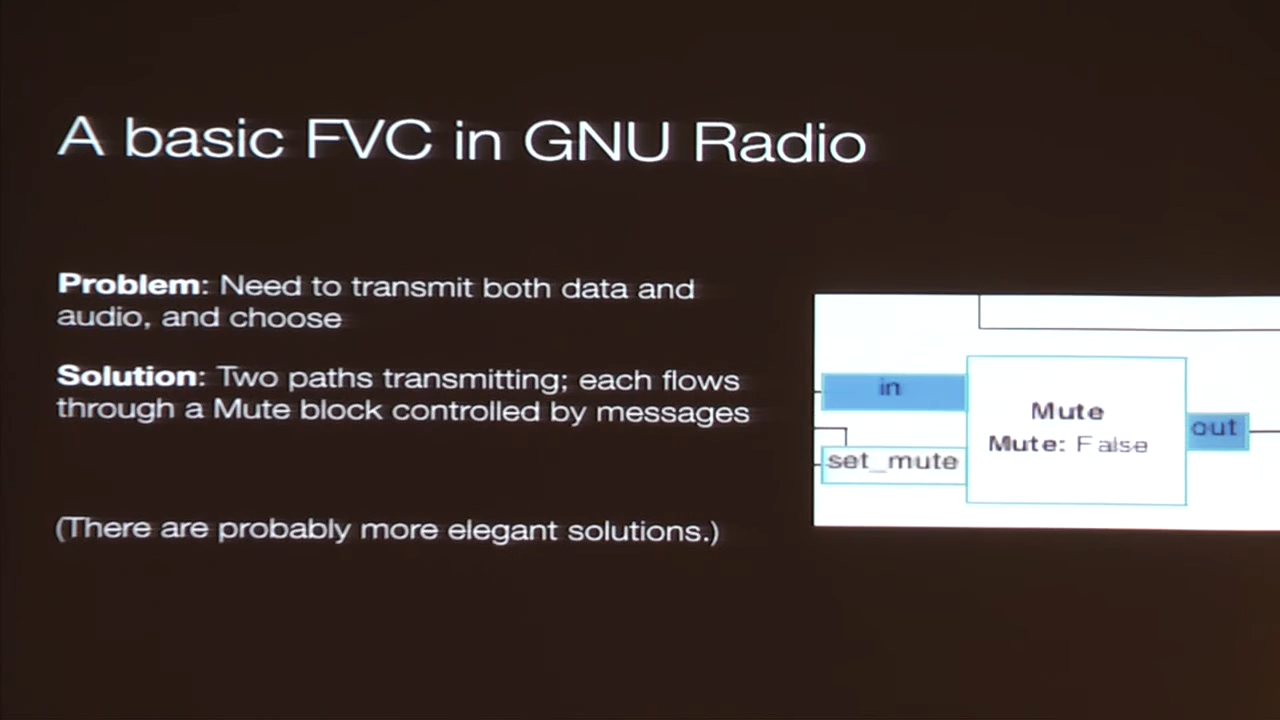 A basic FVC in GNU Radio
Problem: Need to transmit both data and
audio, and choose
Solution: Two paths transmitting; each flows
through a Mute block controlled by messages
(There are probably more elegant solutions.)
in
set_mute
Mute
Mute: False
out